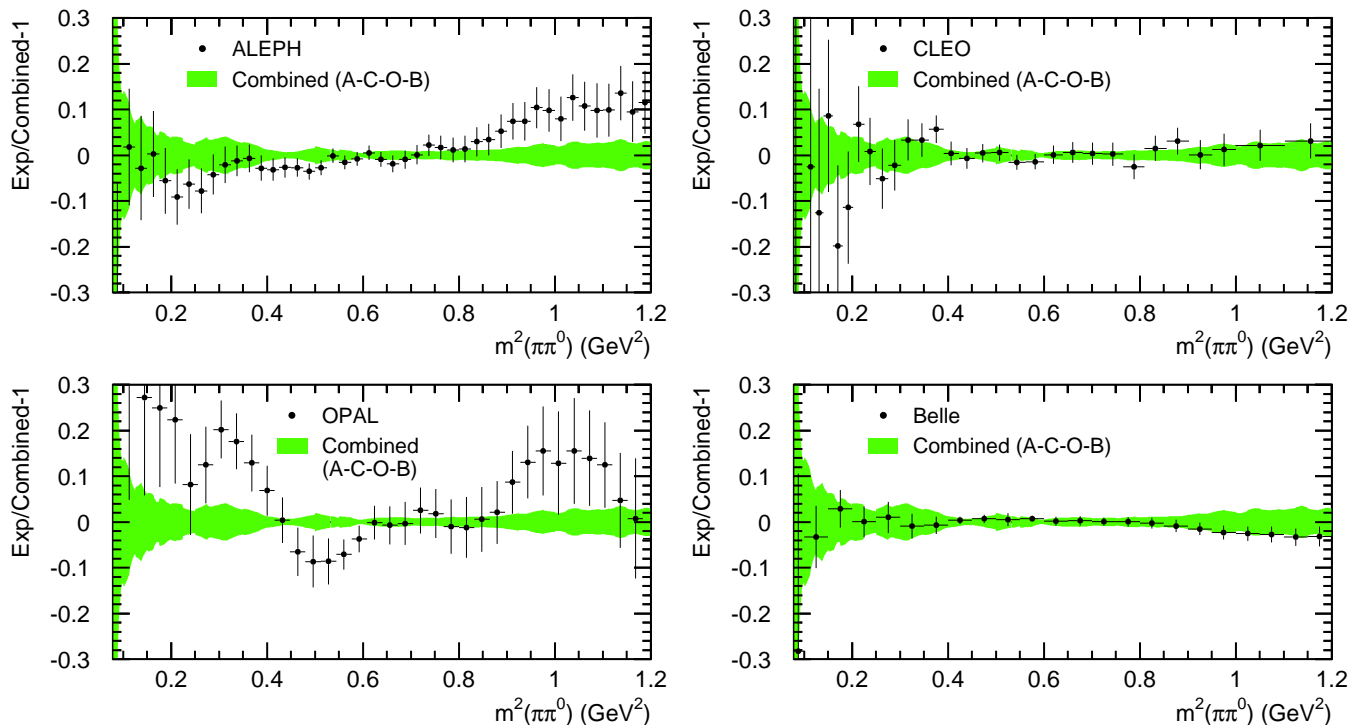 0.3
0.2
0.1
0
-0.1
-0.2
-0.3
Exp/Combined-1
ALEPH
Combined (A-C-O-B)
0.2 0.4 0.6 0.8 1 1.2
m²(ππ⁰) (GeV²)
0.3
0.2
0.1
0
-0.1
-0.2
-0.3
Exp/Combined-1
CLEO
Combined (A-C-O-B)
0.2 0.4 0.6 0.8 1 1.2
m²(ππ⁰) (GeV²)
0.3
0.2
0.1
0
-0.1
-0.2
-0.3
Exp/Combined-1
OPAL
Combined
(A-C-O-B)
0.2 0.4 0.6 0.8 1 1.2
m²(ππ⁰) (GeV²)
0.3
0.2
0.1
0
-0.1
-0.2
-0.3
Exp/Combined-1
Belle
Combined (A-C-O-B)
0.2 0.4 0.6 0.8 1 1.2
m²(ππ⁰) (GeV²)